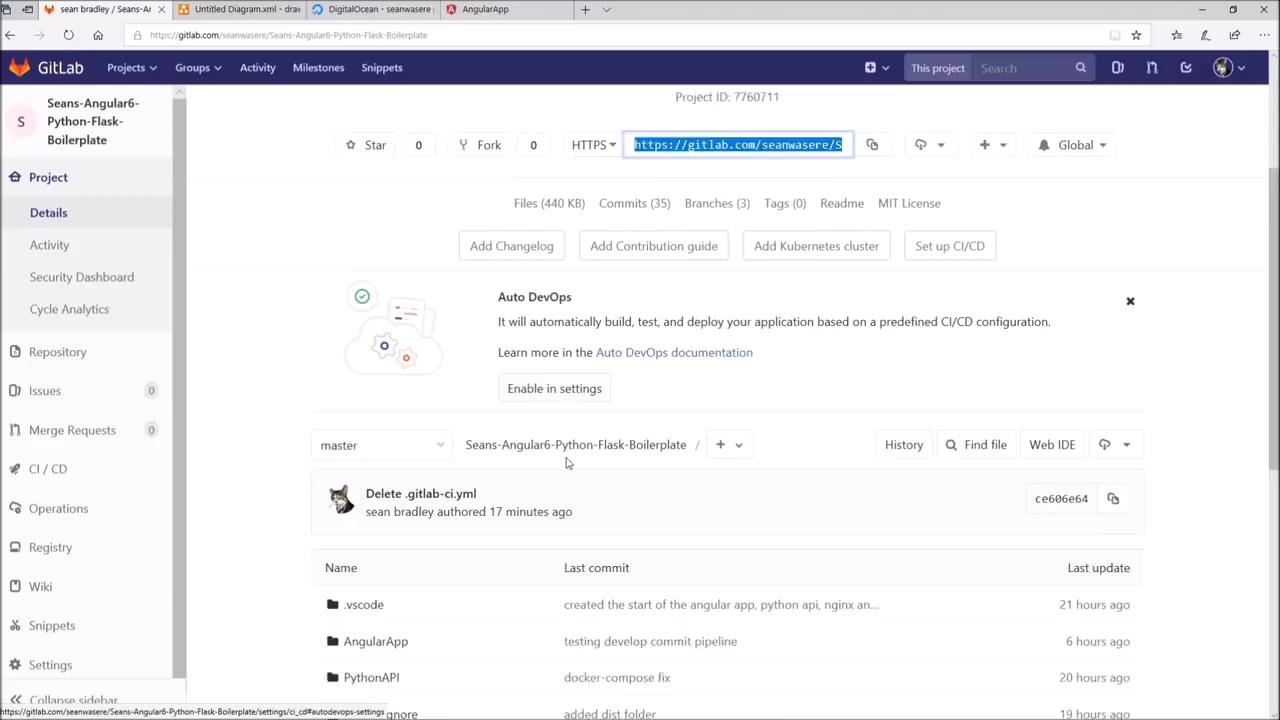 sean bradley / Seans-Ar
Untitled Diagram.xml - drav
DigitalOcean - seanwasere
AngularApp
https://gitlab.com/seanwasere/Seans-Angular6-Python-Flask-Boilerplate
GitLab
Projects
Groups
Activity
Milestones
Snippets
This project
Search
S
Seans-Angular6-
Python-Flask-
Boilerplate
Project
Details
Activity
Security Dashboard
Cycle Analytics
Repository
Issues 0
Merge Requests 0
CI / CD
Operations
Registry
Wiki
Snippets
Settings
Collapse sidebar
https://gitlab.com/seanwasere/Seans-Angular6-Python-Flask-Boilerplate/settings/ci_cd#autodevops-settings
Project ID: 7760711
Star 0 Fork 0 HTTPS https://gitlab.com/seanwasere/S Global
Files (440 KB) Commits (35) Branches (3) Tags (0) Readme MIT License
Add Changelog Add Contribution guide Add Kubernetes cluster Set up CI/CD
Auto DevOps
It will automatically build, test, and deploy your application based on a predefined CI/CD configuration.
Learn more in the Auto DevOps documentation
Enable in settings
master Seans-Angular6-Python-Flask-Boilerplate / History Find file Web IDE
Delete .gitlab-ci.yml
sean bradley authored 17 minutes ago
ce606e64
Name Last commit Last update
.vscode created the start of the angular app, python api, nginx an... 21 hours ago
AngularApp testing develop commit pipeline 6 hours ago
PythonAPI docker-compose fix 20 hours ago
gnore added dist folder 19 hours ago